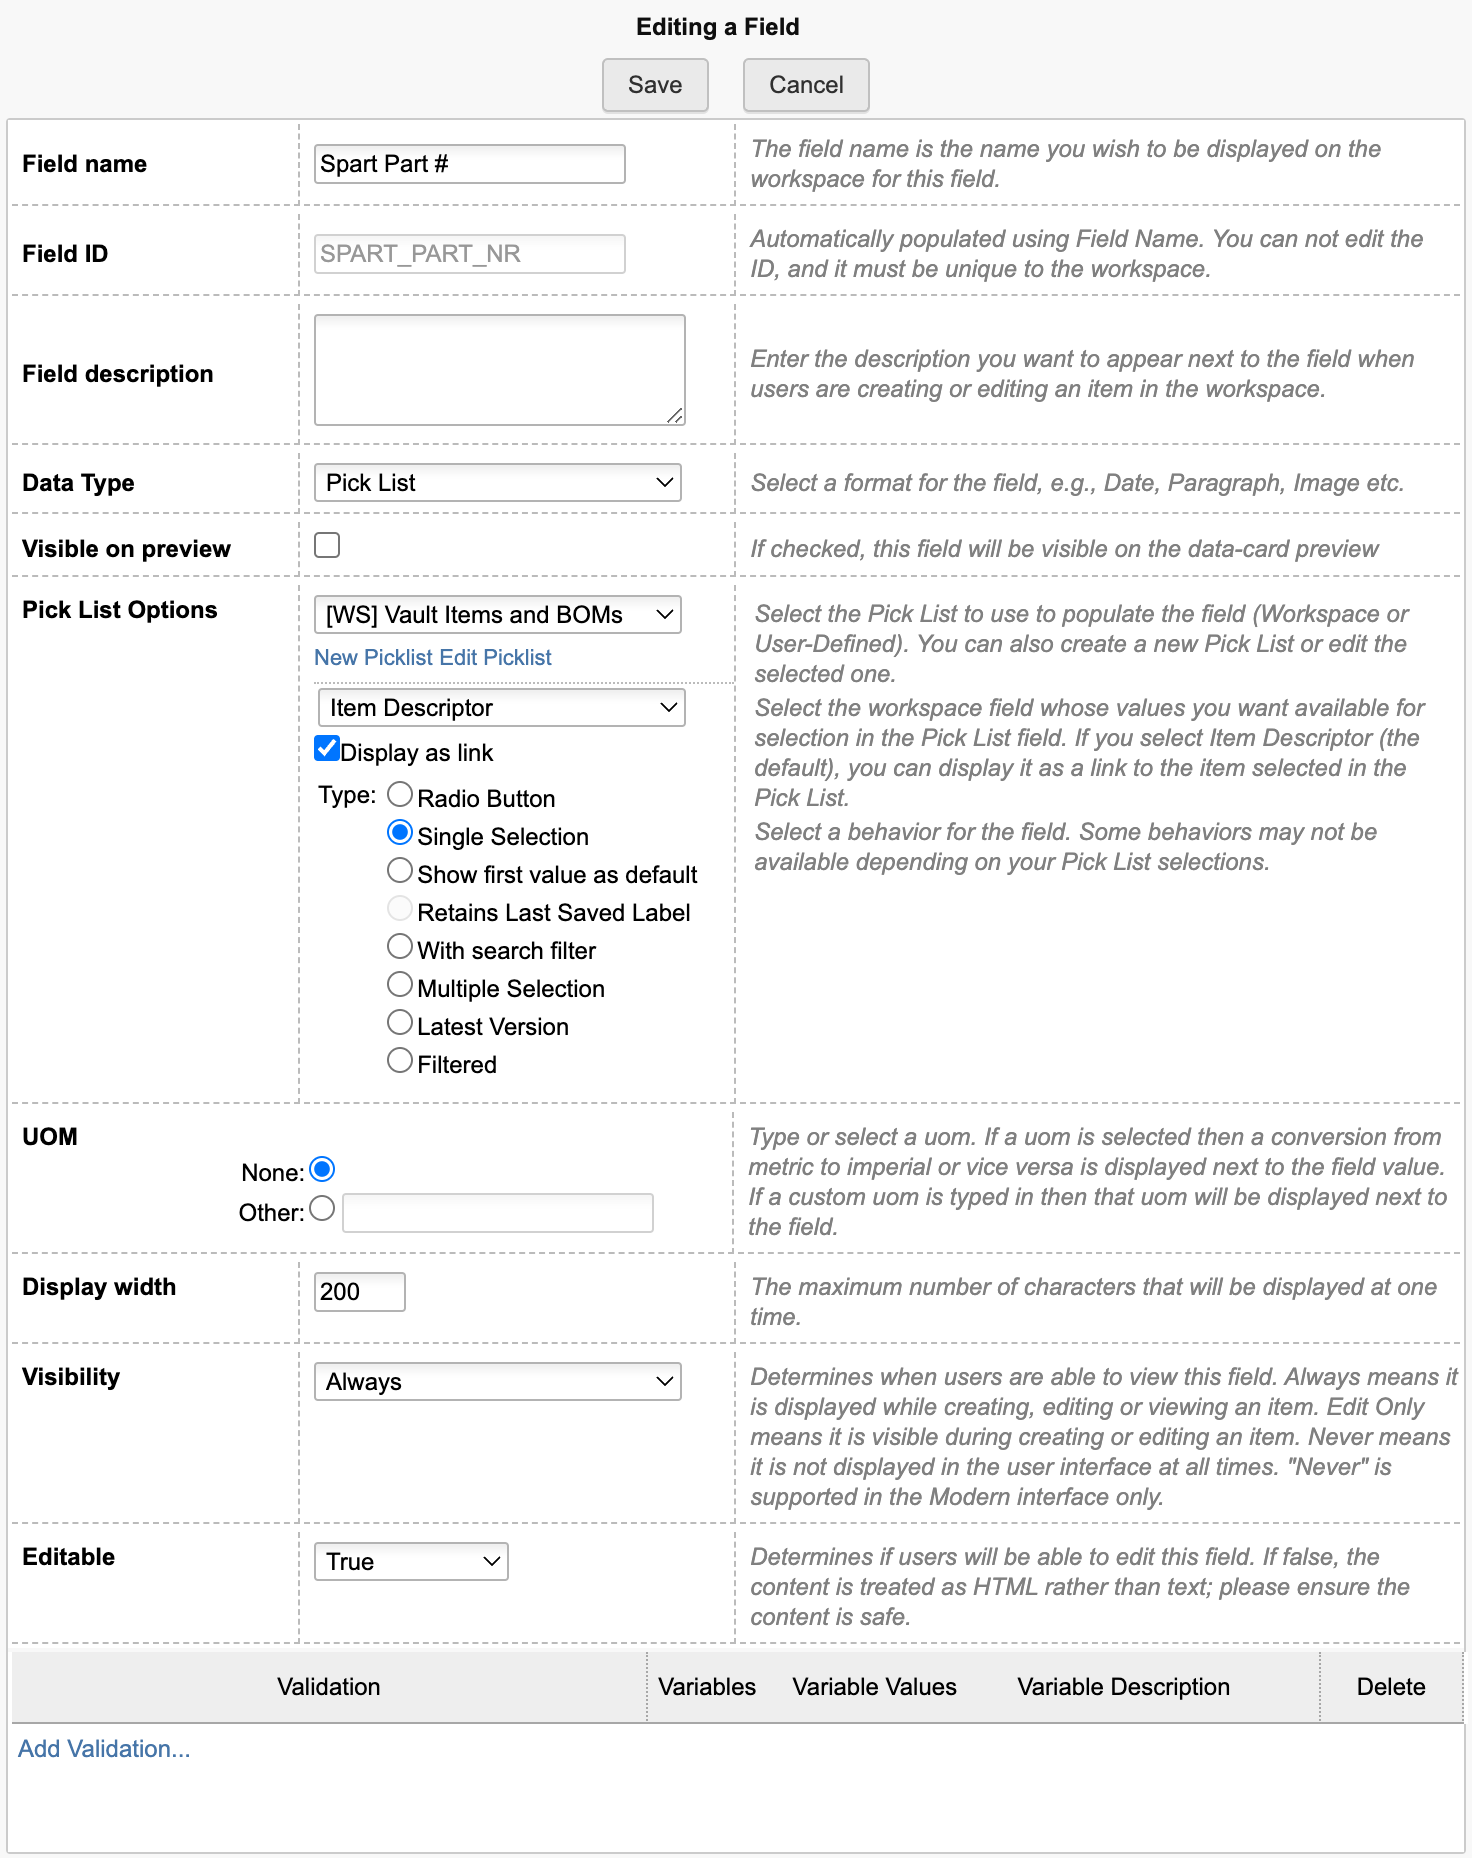 Editing a Field
Save
Cancel
Field name
Spart Part #
The field name is the name you wish to be displayed on the
workspace for this field.
Field ID
SPART_PART_NR
Automatically populated using Field Name. You can not edit the
ID, and it must be unique to the workspace.
Field description
Enter the description you want to appear next to the field when
users are creating or editing an item in the workspace.
Data Type
Pick List
Select a format for the field, e.g., Date, Paragraph, Image etc.
Visible on preview
If checked, this field will be visible on the data-card preview
Pick List Options
[WS] Vault Items and BOMs
New Picklist Edit Picklist
Item Descriptor
Display as link
Type:
Radio Button
Single Selection
Show first value as default
Retains Last Saved Label
With search filter
Multiple Selection
Latest Version
Filtered
Select the Pick List to use to populate the field (Workspace or
User-Defined). You can also create a new Pick List or edit the
selected one.
Select the workspace field whose values you want available for
selection in the Pick List field. If you select Item Descriptor (the
default), you can display it as a link to the item selected in the
Pick List.
Select a behavior for the field. Some behaviors may not be
available depending on your Pick List selections.
UOM
None:
Other:
Type or select a uom. If a uom is selected then a conversion from
metric to imperial or vice versa is displayed next to the field value.
If a custom uom is typed in then that uom will be displayed next to
the field.
Display width
200
The maximum number of characters that will be displayed at one
time.
Visibility
Always
Determines when users are able to view this field. Always means it
is displayed while creating, editing or viewing an item. Edit Only
means it is visible during creating or editing an item. Never means
it is not displayed in the user interface at all times. "Never" is
supported in the Modern interface only.
Editable
True
Determines if users will be able to edit this field. If false, the
content is treated as HTML rather than text; please ensure the
content is safe.
Validation
Variables
Variable Values
Variable Description
Delete
Add Validation...